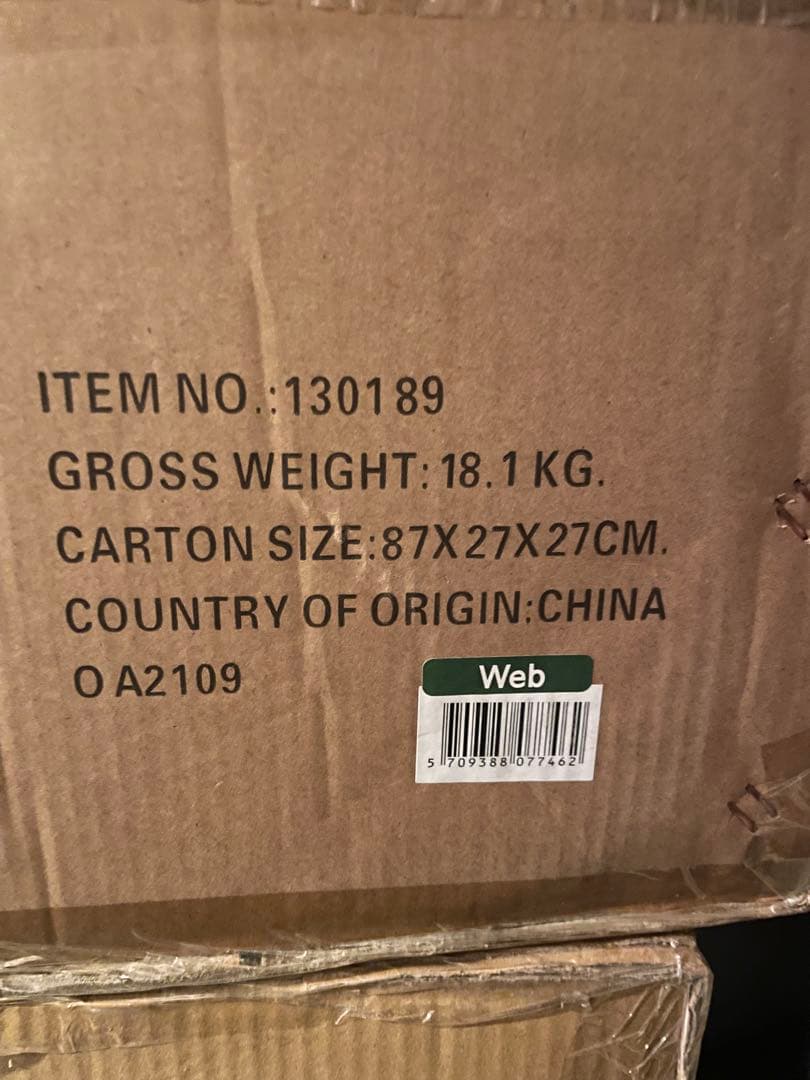 ITEM NO.:130189
GROSS WEIGHT: 18.1 KG.
CARTON SIZE:87X27X27CM.
COUNTRY OF ORIGIN:CHINA
O A2109
Web
5 709388 077462